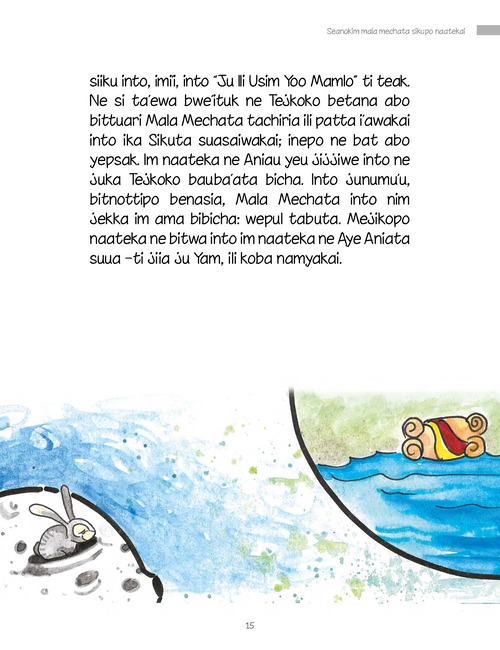 Seanokim mala mechata sikupo naatekai
siiku into, imii, into “Ju Ili Usim Yoo Mamlo” ti teak.
Ne si ta’ewa bwe’ituk ne Tejkoko betana abo
bittuari Mala Mechata tachiria ili patta i’awakai
into ika Sikuta suasaiwakai; inepo ne bat abo
yepsak. Im naateka ne Aniau yeu jijjiwe into ne
juka Tejkoko bauba’ata bicha. Into junumu’u,
bitnottipo benasia, Mala Mechata into nim
jekka im ama bibicha: wepul tabuta. Mejikopo
naateka ne bitwa into im naateka ne Aye Aniata
suua –ti jiia ju Yam, ili koba namyakai.
15